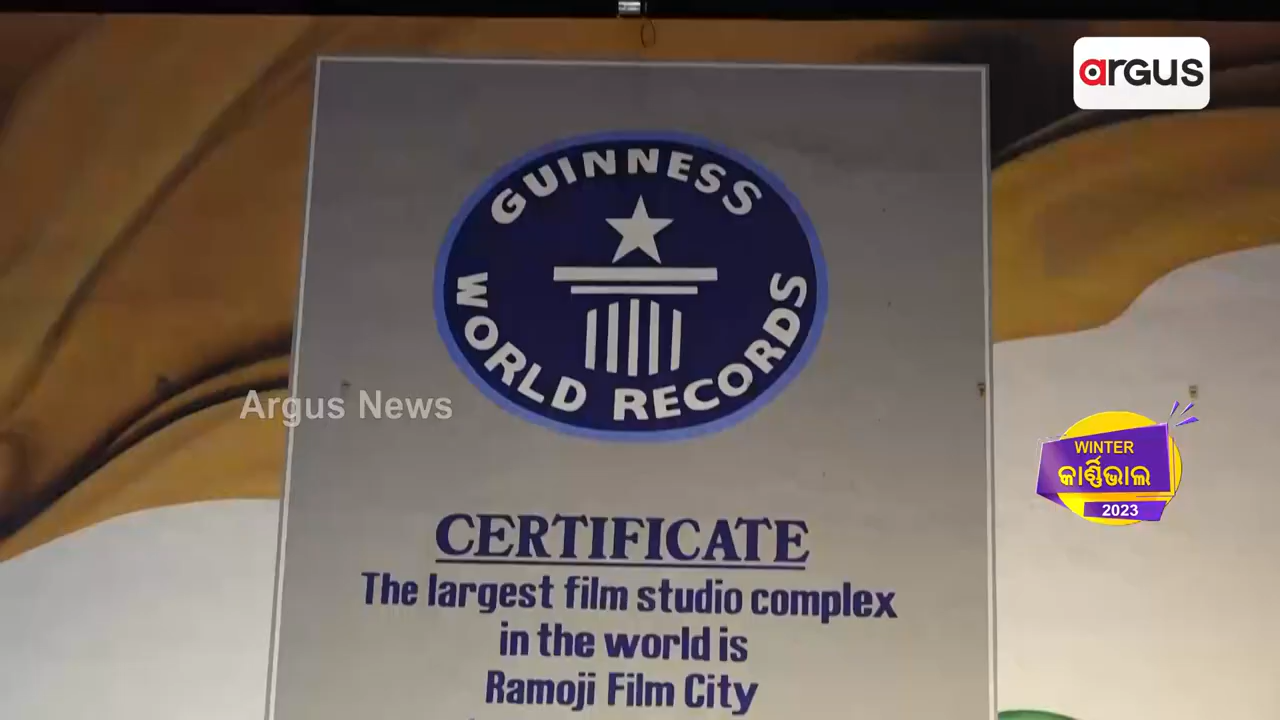 argus
GUINNESS
WORLD RECORDS
Argus News
WINTER
କାର୍ଣ୍ଣିଭାଲ
2023
CERTIFICATE
The largest film studio complex
in the world is
Ramoji Film City